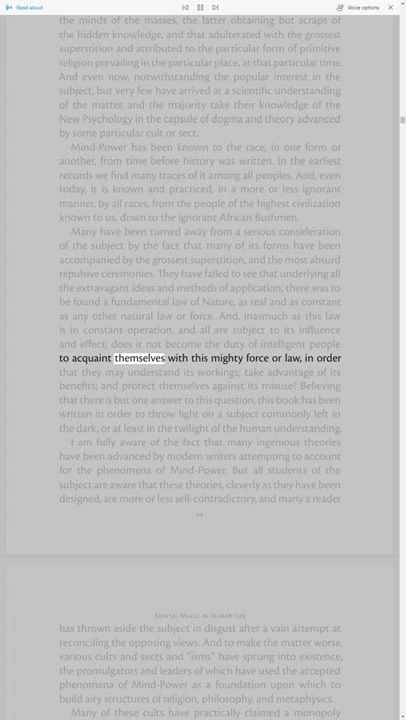 Read aloud
Voice options
the minds of the masses, the latter obtaining but scraps of
the hidden knowledge, and that adulterated with the grossest
superstition and attributed to the particular form of primitive
religion prevailing in the particular place, at that particular time.
And even now, notwithstanding the popular interest in the
subject, but very few have arrived at a scientific understanding
of the matter, and the majority take their knowledge of the
New Psychology in the capsule of dogma and theory advanced
by some particular cult or sect.
Mind-Power has been known to the race, in one form or
another, from time before history was written. In the earliest
records we find many traces of it among all peoples. And, even
today, it is known and practiced, in a more or less ignorant
manner, by all races, from the people of the highest civilization
known to us, down to the ignorant African Bushmen.
Many have been turned away from a serious consideration
of the subject by the fact that many of its forms have been
accompanied by the grossest superstition, and the most absurd
repulsive ceremonies. They have failed to see that underlying all
the extravagant ideas and methods of application, there was to
be found a fundamental law of Nature, as real and as constant
as any other natural law or force. And, inasmuch as this law
is in constant operation, and all are subject to its influence
and effect, does it not become the duty of intelligent people
to acquaint themselves with this mighty force or law, in order
that they may understand its workings; take advantage of its
benefits; and protect themselves against its misuse? Believing
that there is but one answer to this question, this book has been
written in order to throw light on a subject commonly left in
the dark, or at least in the twilight of the human understanding.
I am fully aware of the fact that many ingenious theories
have been advanced by modern writers attempting to account
for the phenomena of Mind-Power. But all students of the
subject are aware that these theories, cleverly as they have been
designed, are more or less self-contradictory, and many a reader
Mental Magic in Human Life
has thrown aside the subject in disgust after a vain attempt at
reconciling the opposing views. And to make the matter worse,
various cults and sects and "isms" have sprung into existence,
the promulgators and leaders of which have used the accepted
phenomena of Mind-Power as a foundation upon which to
build airy structures of religion, philosophy, and metaphysics.
Many of these cults have practically claimed a monopoly